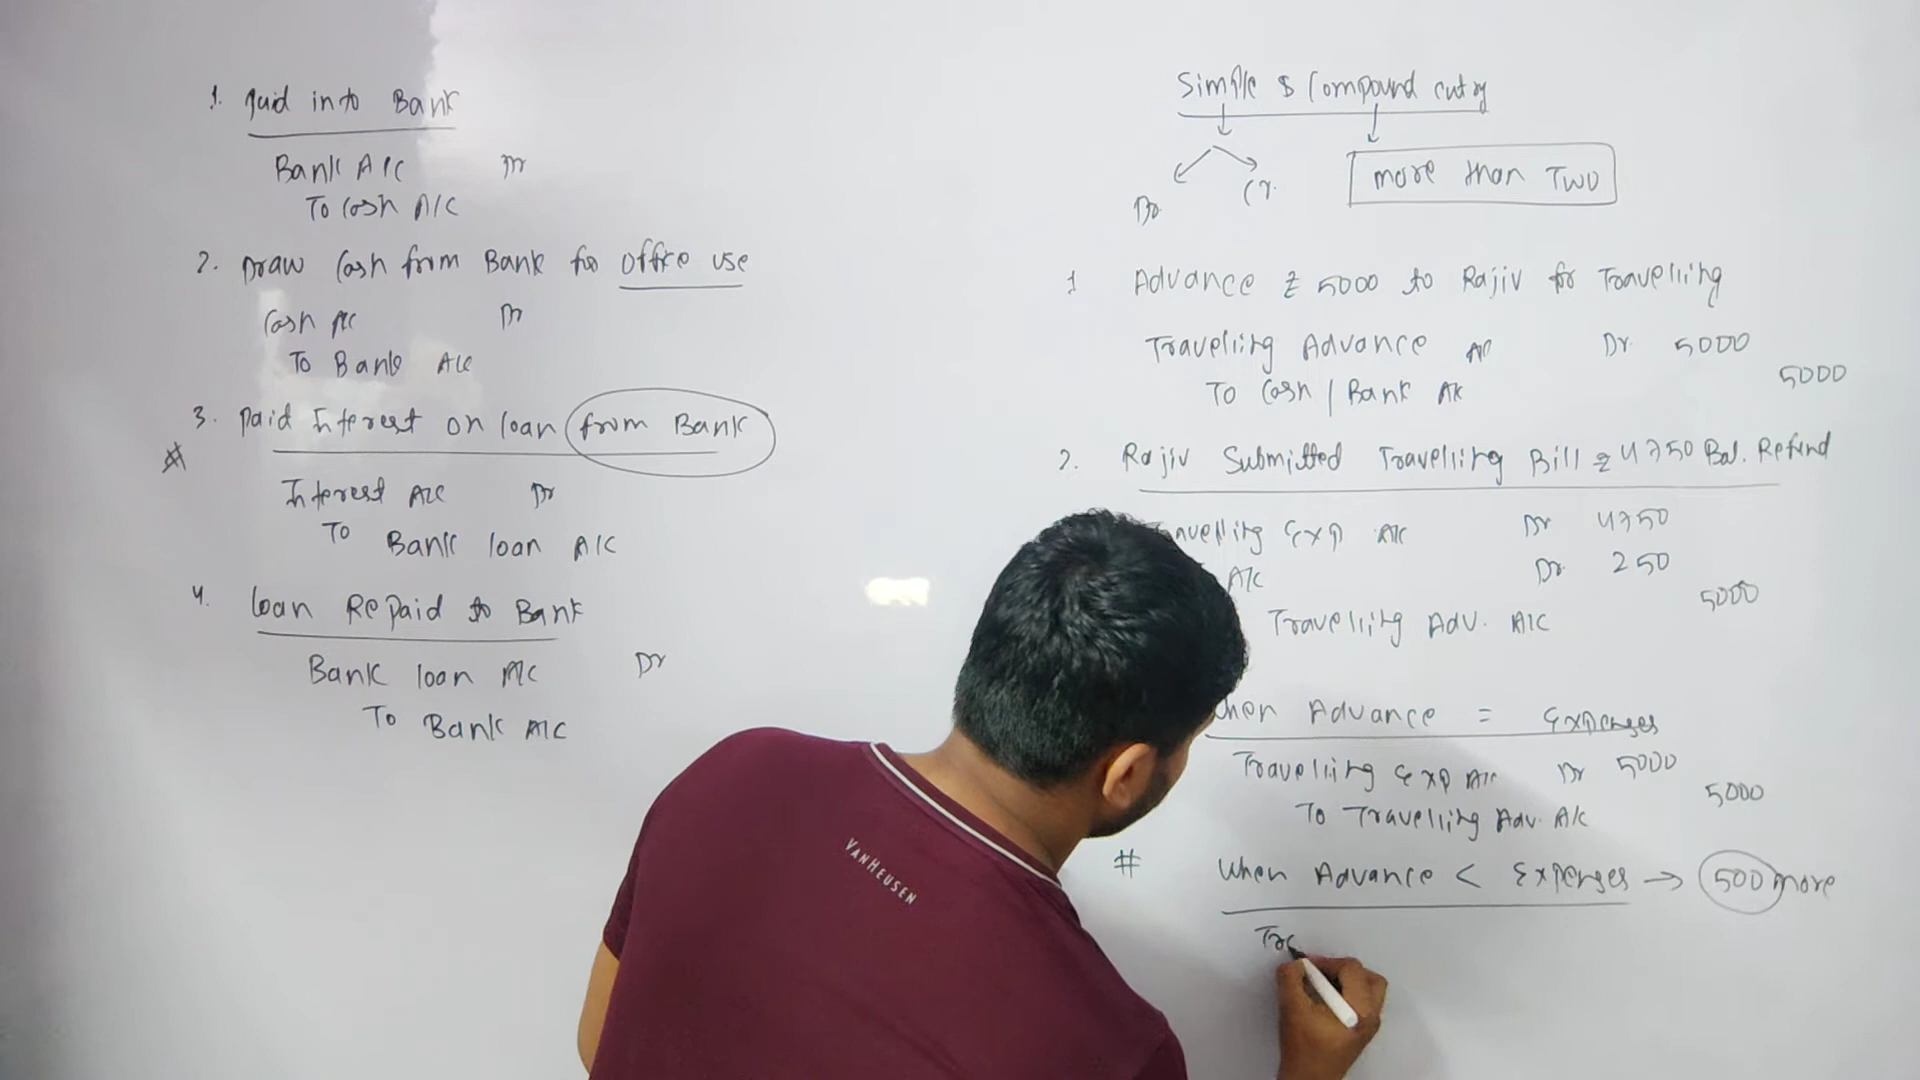 1. paid into Bank
Bank A/C Dr
To Cash A/C
2. Draw Cash from Bank for office use
Cash A/C Dr
To Bank A/C
3. paid Interest on loan from Bank
Interest A/C Dr
To Bank loan A/C
4. loan Repaid to Bank
Bank loan A/C Dr
To Bank A/C
Simple & Compound entry
Dr. Cr.
more than Two
1 Advance ₹ 5000 to Rajiv for Travelling
Travelling Advance A/C Dr. 5000
To Cash / Bank A/C 5000
2. Rajiv Submitted Travelling Bill ₹ 4750 Bal. Refund
avelling Exp A/C Dr 4750
A/C Dr 250
Travelling Adv. A/C 5000
hen Advance = Expenses
Travelling Exp A/C Dr 5000
To Travelling Adv. A/C 5000
# When Advance < Expenses → 500 more
Tra
VANHEUSEN